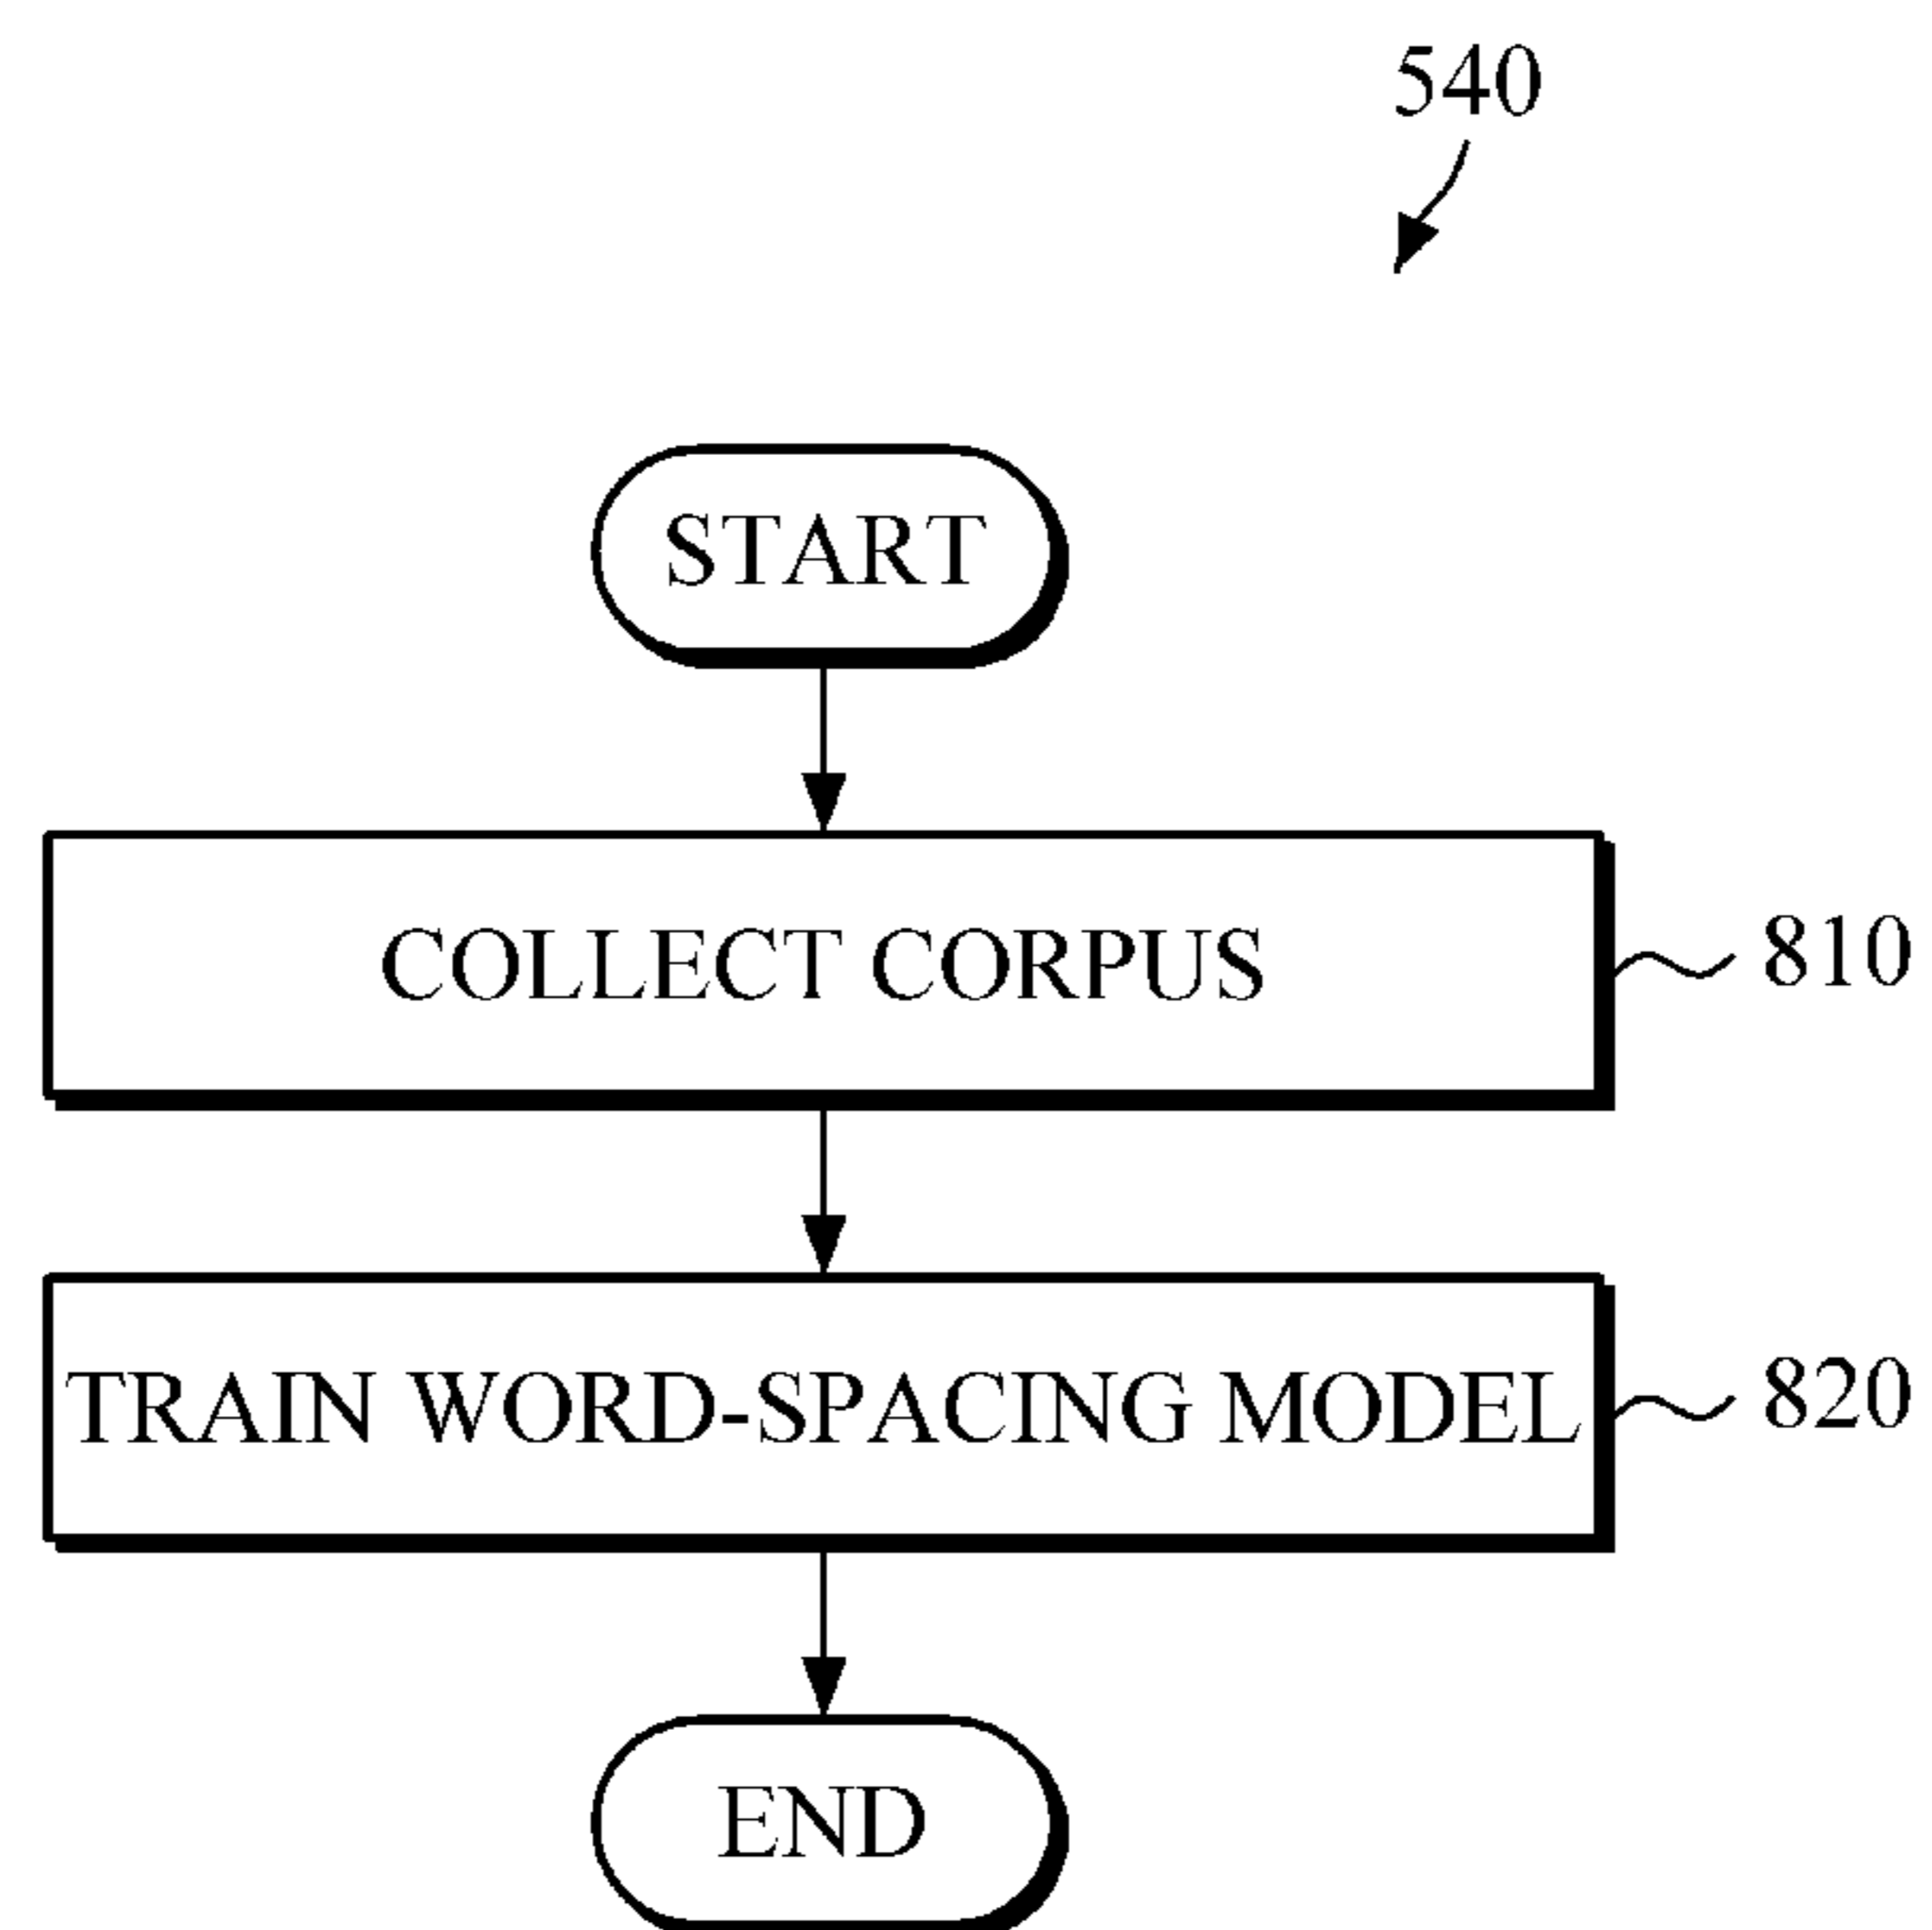 540
START
COLLECT CORPUS
810
TRAIN WORD-SPACING MODEL
820
END